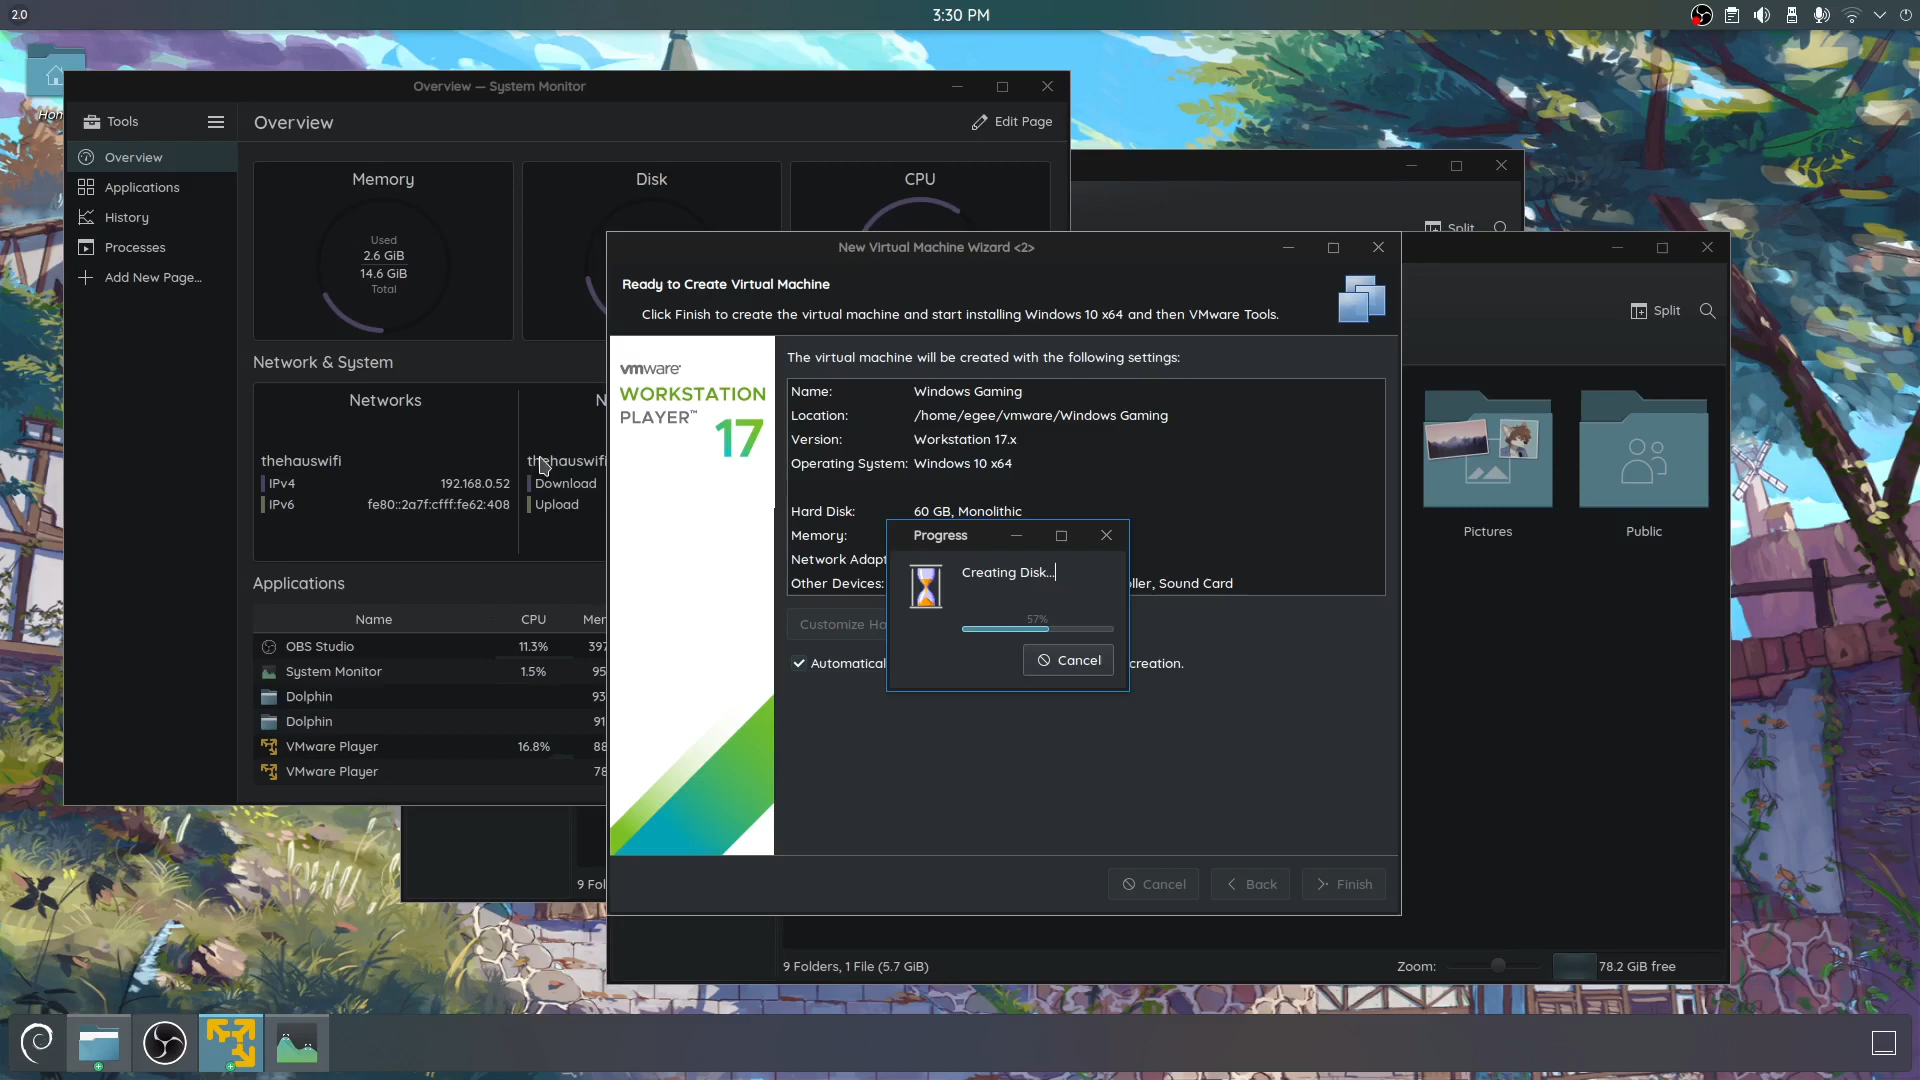 2.0
3:30 PM
Overview — System Monitor
Tools
Overview
Edit Page
Overview
Applications
History
Processes
Add New Page...
Memory
Used
2.6 GiB
14.6 GiB
Total
Disk
CPU
Network & System
Networks
thehauswifi
IPv4 192.168.0.52
IPv6 fe80::2a7f:cfff:fe62:408
thehauswifi
Download
Upload
Applications
Name CPU
OBS Studio 11.3%
System Monitor 1.5%
Dolphin
Dolphin
VMware Player 16.8%
VMware Player
Split
New Virtual Machine Wizard <2>
Ready to Create Virtual Machine
Click Finish to create the virtual machine and start installing Windows 10 x64 and then VMware Tools.
vmware
WORKSTATION
PLAYER™
17
The virtual machine will be created with the following settings:
Name: Windows Gaming
Location: /home/egee/vmware/Windows Gaming
Version: Workstation 17.x
Operating System: Windows 10 x64
Hard Disk: 60 GB, Monolithic
Memory:
Network Adapt
Other Devices: ller, Sound Card
Customize Ha
Automatical creation.
Progress
Creating Disk...
57%
Cancel
Cancel
Back
Finish
Split
Pictures
Public
9 Fol
9 Folders, 1 File (5.7 GiB)
Zoom:
78.2 GiB free